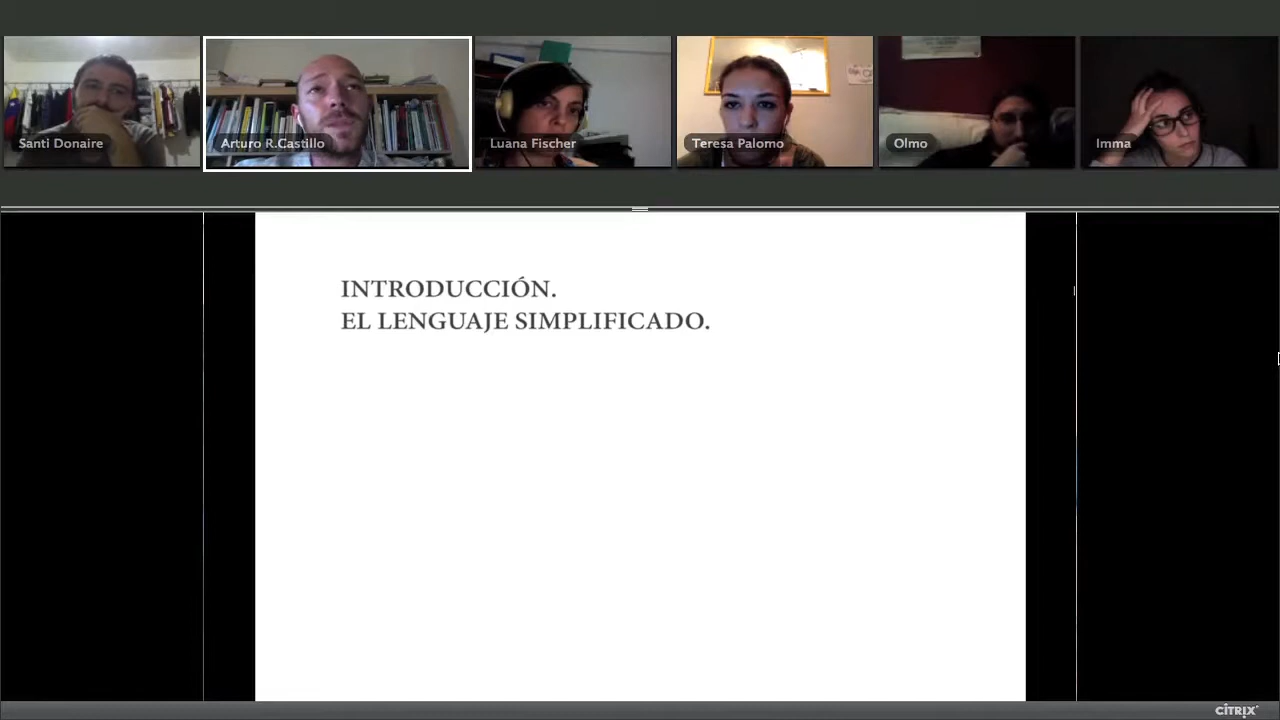 Santi Donaire
Arturo R.Castillo
Luana Fischer
Teresa Palomo
Olmo
Imma
INTRODUCCIÓN.
EL LENGUAJE SIMPLIFICADO.
CITRIX